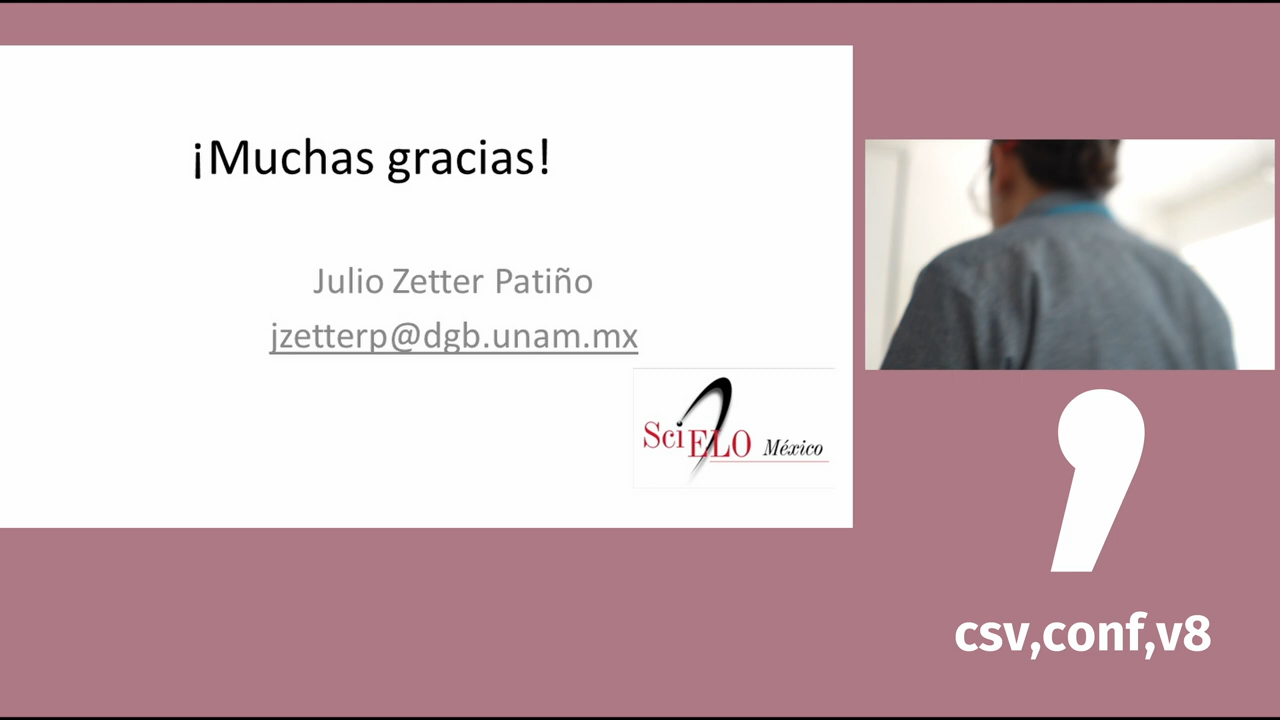 ¡Muchas gracias!
Julio Zetter Patiño
jzetterp@dgb.unam.mx
SciELO México
csv,conf,v8